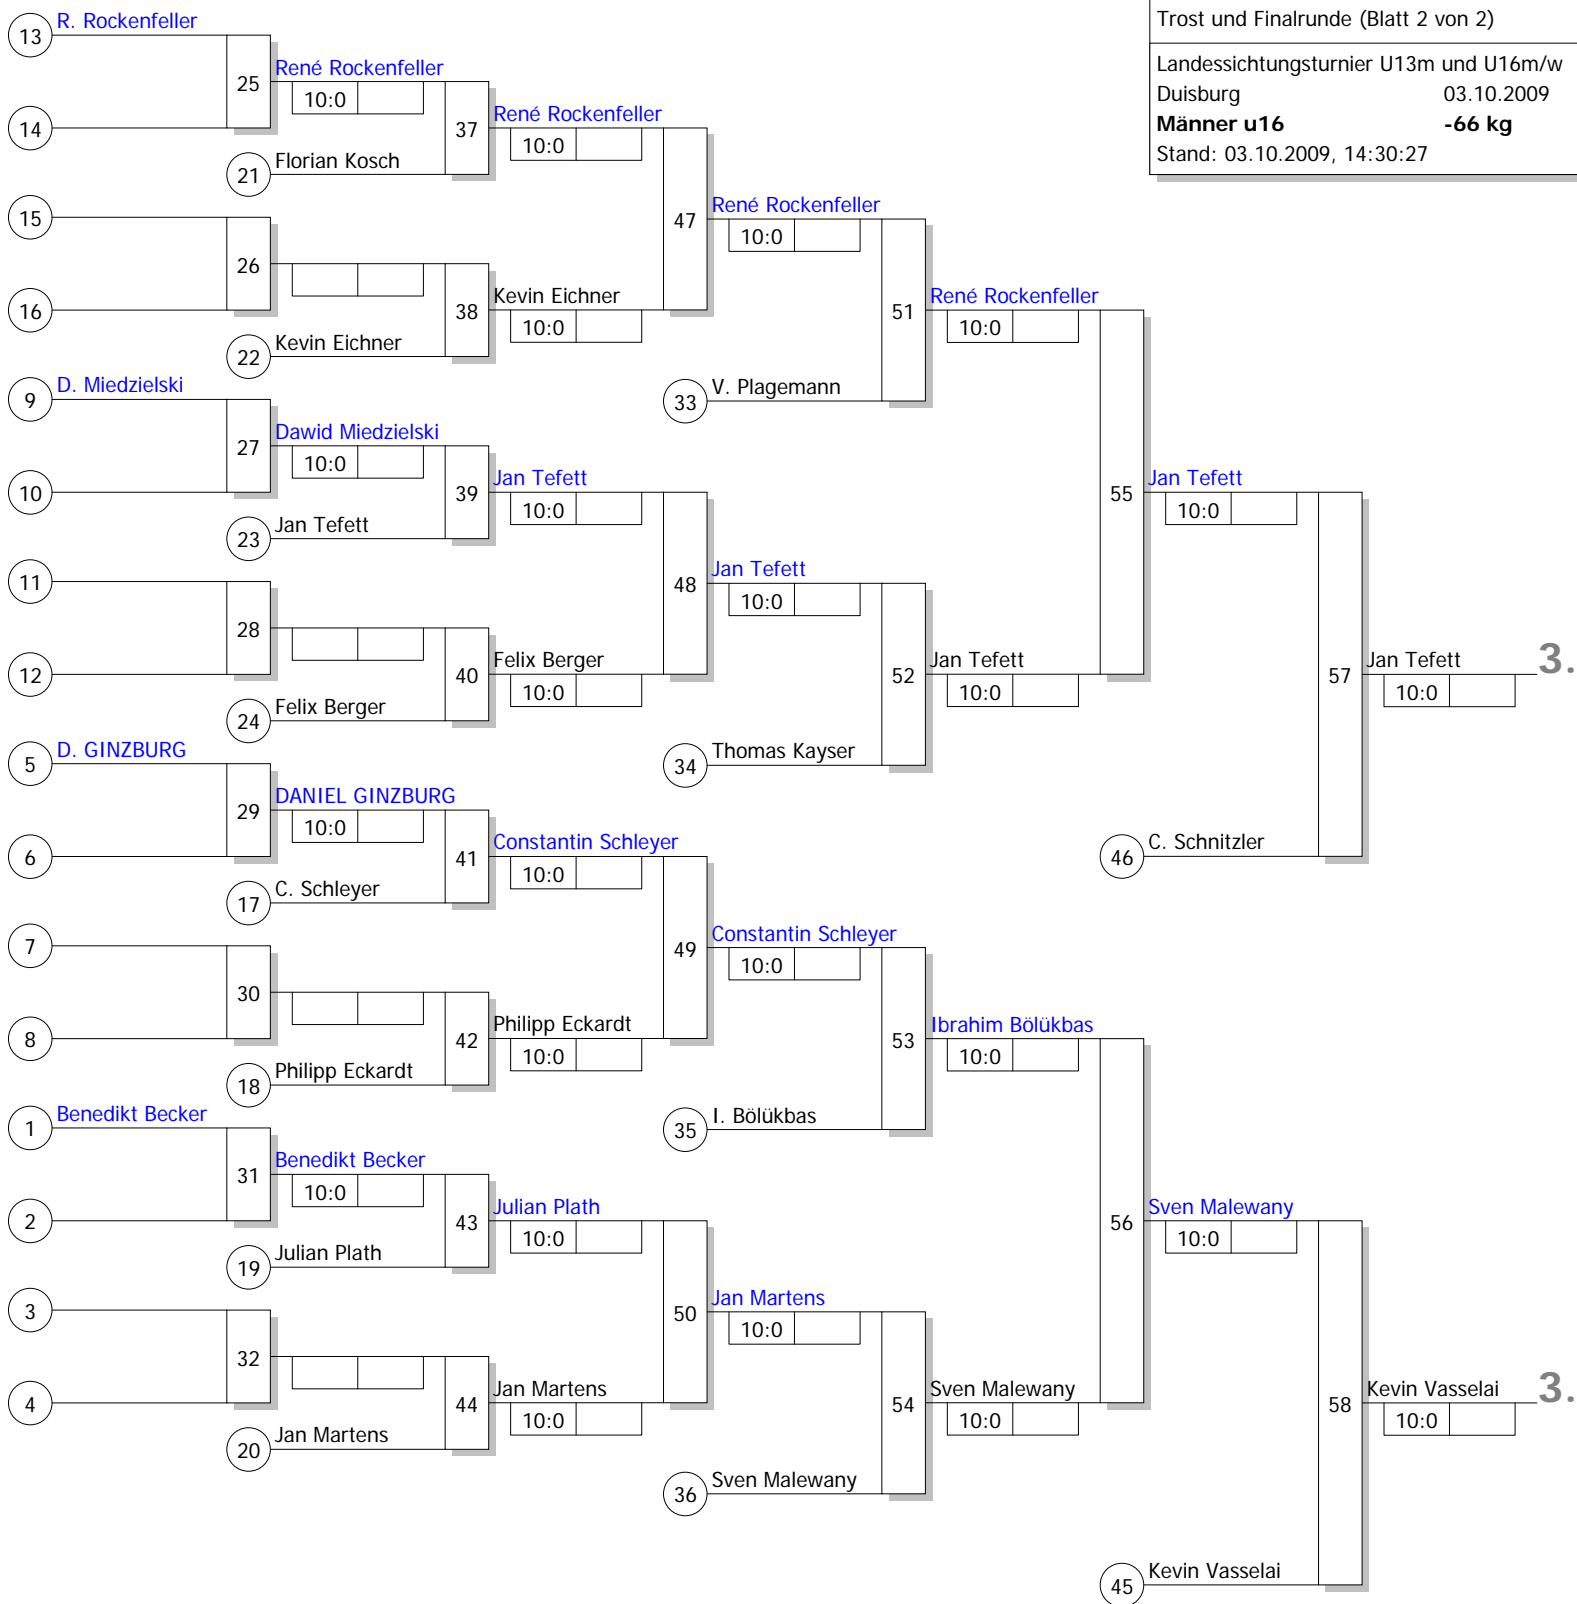 Trost und Finalrunde (Blatt 2 von 2)
Landessichtungsturnier U13m und U16m/w
Duisburg 03.10.2009
Männer u16 -66 kg
Stand: 03.10.2009, 14:30:27
13 R. Rockenfeller
25 René Rockenfeller
10:0
14
37 René Rockenfeller
10:0
21 Florian Kosch
15
47 René Rockenfeller
10:0
26
16
38 Kevin Eichner
10:0
22 Kevin Eichner
51 René Rockenfeller
10:0
33 V. Plagemann
9 D. Miedzielski
27 Dawid Miedzielski
10:0
10
39 Jan Tefett
10:0
23 Jan Tefett
55 Jan Tefett
10:0
11
48 Jan Tefett
10:0
28
12
40 Felix Berger
10:0
24 Felix Berger
52 Jan Tefett
10:0
34 Thomas Kayser
57 Jan Tefett 3.
10:0
5 D. GINZBURG
29 DANIEL GINZBURG
10:0
6
41 Constantin Schleyer
10:0
17 C. Schleyer
46 C. Schnitzler
7
49 Constantin Schleyer
10:0
30
8
42 Philipp Eckardt
10:0
18 Philipp Eckardt
53 Ibrahim Bölükbas
10:0
35 I. Bölükbas
1 Benedikt Becker
31 Benedikt Becker
10:0
2
43 Julian Plath
10:0
19 Julian Plath
56 Sven Malewany
10:0
3
50 Jan Martens
10:0
32
4
44 Jan Martens
10:0
20 Jan Martens
54 Sven Malewany
10:0
36 Sven Malewany
58 Kevin Vasselai 3.
10:0
45 Kevin Vasselai